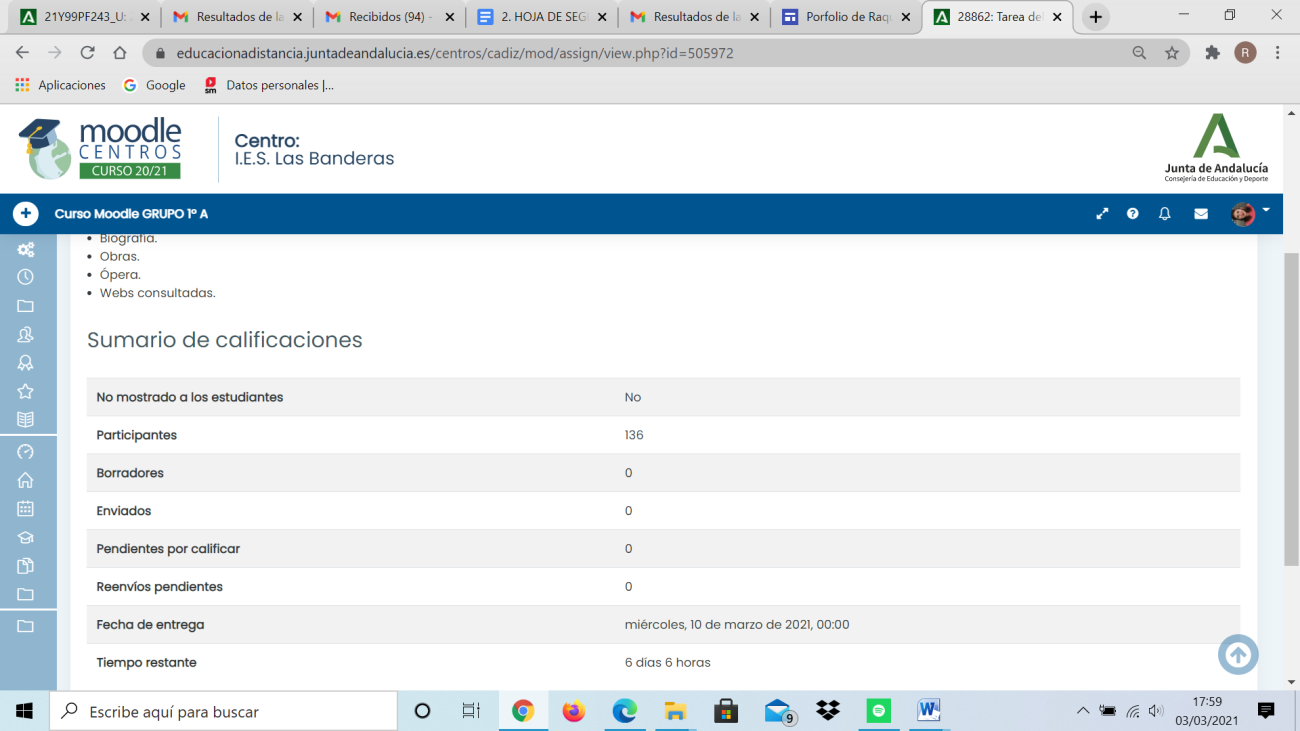 21Y99PF243_U:
Resultados de la
Recibidos (94) -
2. HOJA DE SEG
Resultados de la
Porfolio de Raqu
28862: Tarea del
educacionadistancia.juntadeandalucia.es/centros/cadiz/mod/assign/view.php?id=505972
R
Aplicaciones
Google
sm
Datos personales |...
moodle
CENTROS
CURSO 20/21
Centro:
I.E.S. Las Banderas
Junta de Andalucía
Consejería de Educación y Deporte
Curso Moodle GRUPO 1º A
• Biografía.
• Obras.
• Ópera.
• Webs consultadas.
Sumario de calificaciones
No mostrado a los estudiantes No
Participantes 136
Borradores 0
Enviados 0
Pendientes por calificar 0
Reenvíos pendientes 0
Fecha de entrega miércoles, 10 de marzo de 2021, 00:00
Tiempo restante 6 días 6 horas
Escribe aquí para buscar
9
W
17:59
03/03/2021